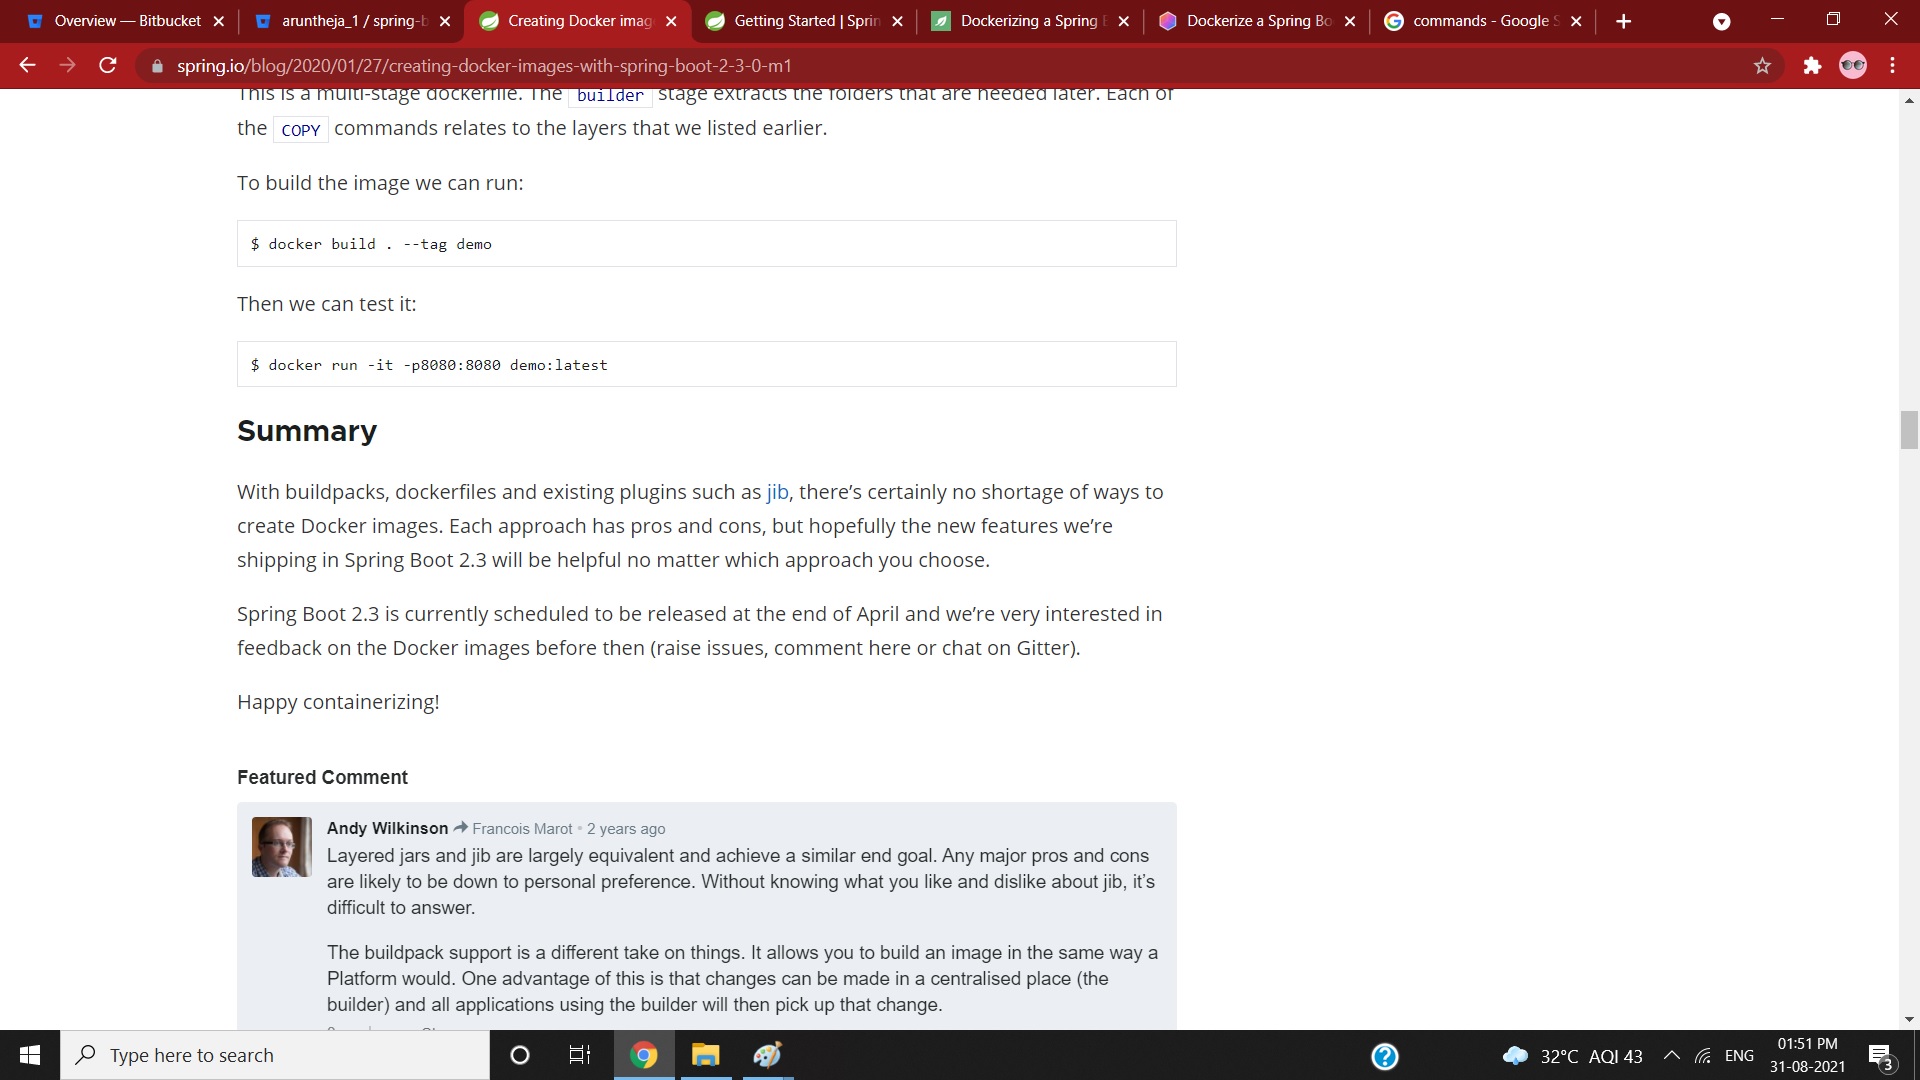 Overview — Bitbucket
aruntheja_1 / spring-b
Creating Docker imag
Getting Started | Sprin
Dockerizing a Spring B
Dockerize a Spring Bo
commands - Google S
spring.io/blog/2020/01/27/creating-docker-images-with-spring-boot-2-3-0-m1
This is a multi-stage dockerfile. The builder stage extracts the folders that are needed later. Each of
the COPY commands relates to the layers that we listed earlier.
To build the image we can run:
$ docker build . --tag demo
Then we can test it:
$ docker run -it -p8080:8080 demo:latest
Summary
With buildpacks, dockerfiles and existing plugins such as jib, there’s certainly no shortage of ways to
create Docker images. Each approach has pros and cons, but hopefully the new features we’re
shipping in Spring Boot 2.3 will be helpful no matter which approach you choose.
Spring Boot 2.3 is currently scheduled to be released at the end of April and we’re very interested in
feedback on the Docker images before then (raise issues, comment here or chat on Gitter).
Happy containerizing!
Featured Comment
Andy Wilkinson Francois Marot • 2 years ago
Layered jars and jib are largely equivalent and achieve a similar end goal. Any major pros and cons
are likely to be down to personal preference. Without knowing what you like and dislike about jib, it’s
difficult to answer.
The buildpack support is a different take on things. It allows you to build an image in the same way a
Platform would. One advantage of this is that changes can be made in a centralised place (the
builder) and all applications using the builder will then pick up that change.
Type here to search
32°C AQI 43
ENG
01:51 PM
31-08-2021
3